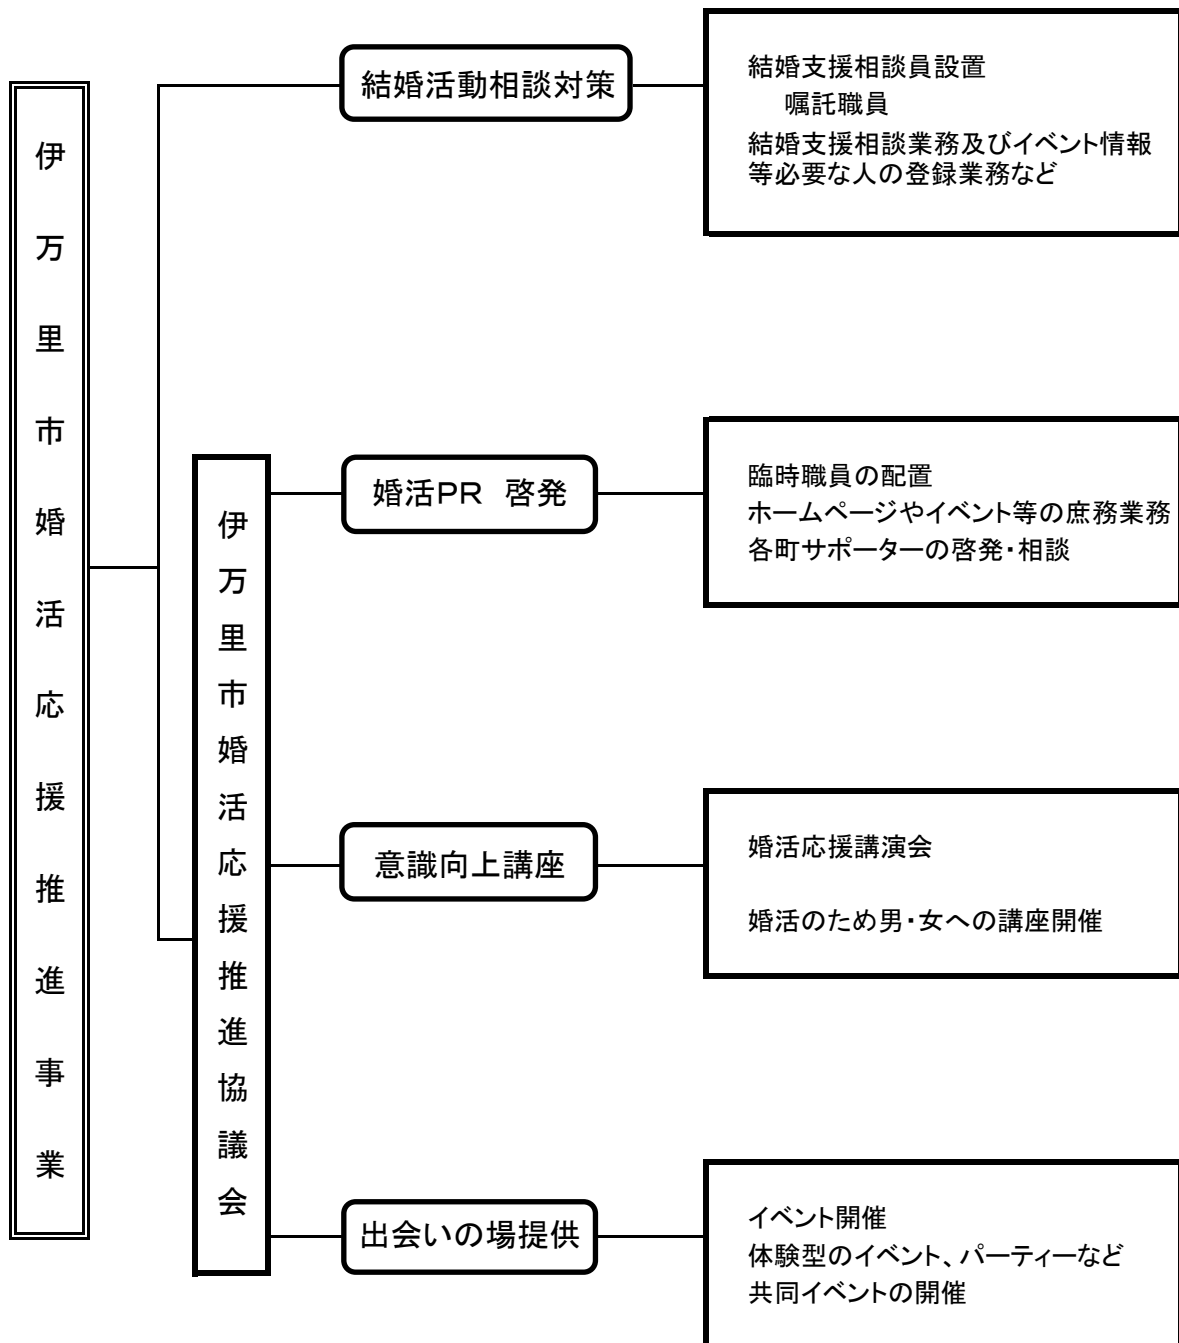 伊万里市婚活応援推進事業
結婚活動相談対策
結婚支援相談員設置
嘱託職員
結婚支援相談業務及びイベント情報
等必要な人の登録業務など
伊万里市婚活応援推進協議会
婚活PR 啓発
臨時職員の配置
ホームページやイベント等の庶務業務
各町サポーターの啓発・相談
意識向上講座
婚活応援講演会
婚活のため男・女への講座開催
出会いの場提供
イベント開催
体験型のイベント、パーティーなど
共同イベントの開催